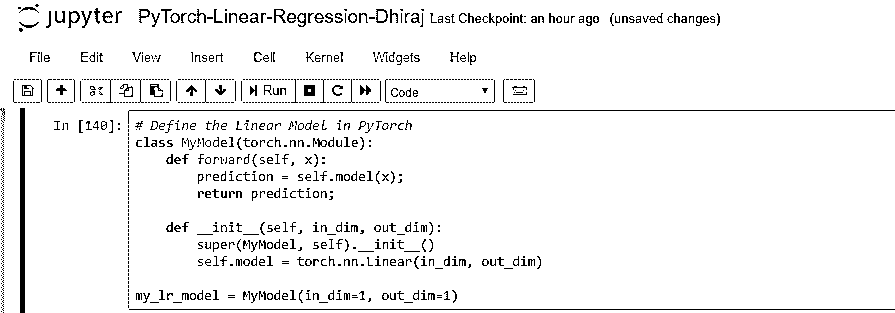 jupyter PyTorch-Linear-Regression-Dhiraj Last Checkpoint: an hour ago (unsaved changes)
File Edit View Insert Cell Kernel Widgets Help
Run Code
In [140]: # Define the Linear Model in PyTorch
class MyModel(torch.nn.Module):
    def forward(self, x):
        prediction = self.model(x);
        return prediction;
    def __init__(self, in_dim, out_dim):
        super(MyModel, self).__init__()
        self.model = torch.nn.Linear(in_dim, out_dim)
my_lr_model = MyModel(in_dim=1, out_dim=1)